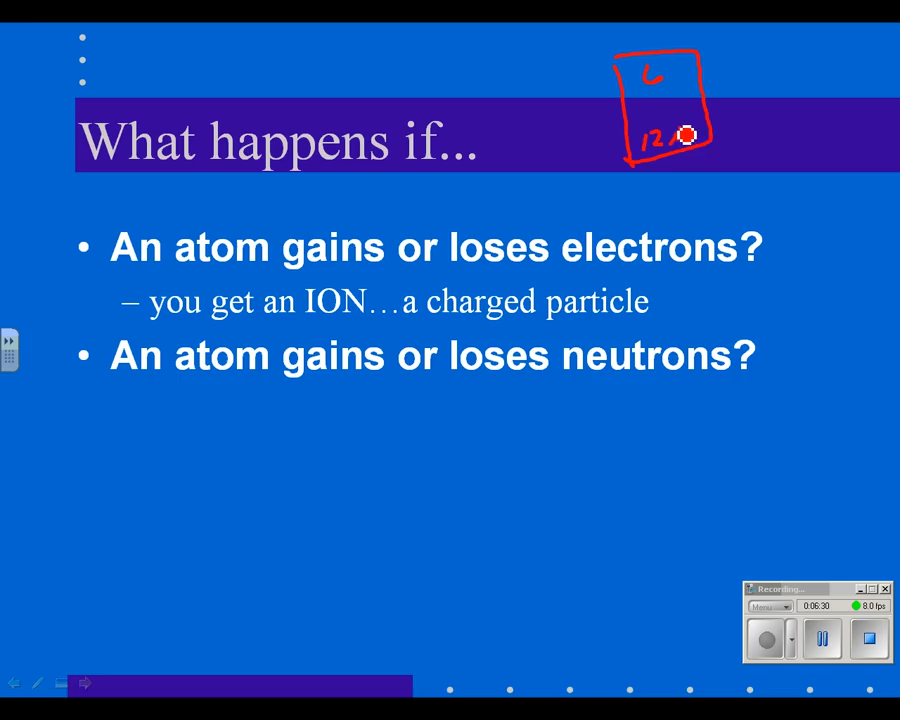 6
12
What happens if...
• An atom gains or loses electrons?
– you get an ION…a charged particle
• An atom gains or loses neutrons?
Recording...
Menu 0:06:30 8.0 fps